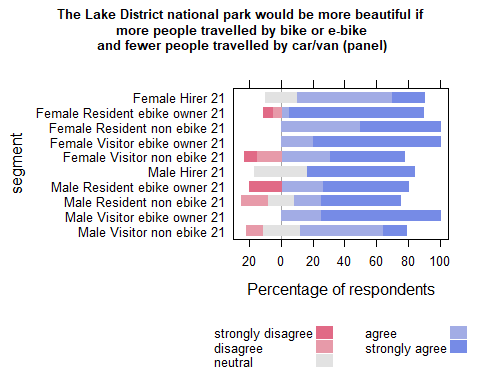 The Lake District national park would be more beautiful if
more people travelled by bike or e-bike
and fewer people travelled by car/van (panel)
segment
Female Hirer 21
Female Resident ebike owner 21
Female Resident non ebike 21
Female Visitor ebike owner 21
Female Visitor non ebike 21
Male Hirer 21
Male Resident ebike owner 21
Male Resident non ebike 21
Male Visitor ebike owner 21
Male Visitor non ebike 21
20 0 20 40 60 80 100
Percentage of respondents
strongly disagree
disagree
neutral
agree
strongly agree